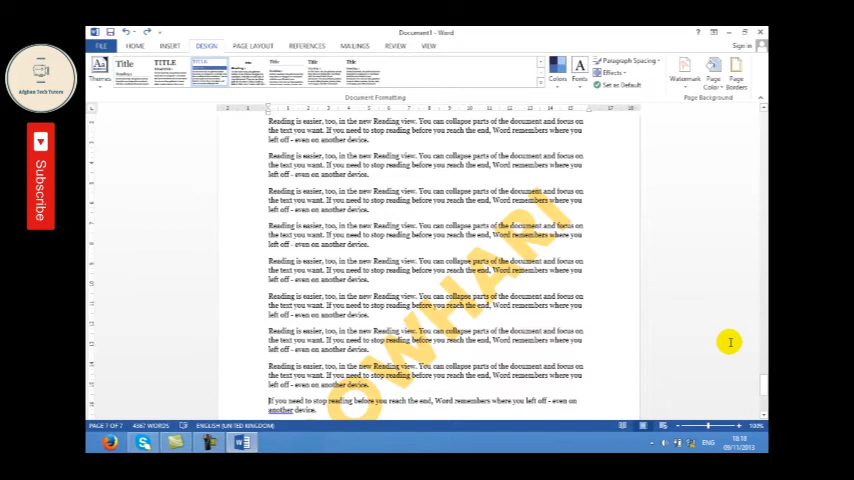 Document1 - Word
Sign in
FILE HOME INSERT DESIGN PAGE LAYOUT REFERENCES MAILINGS REVIEW VIEW
Themes
Title
TITLE
Title
Title
Title
Colors
Fonts
Paragraph Spacing
Effects
Set as Default
Watermark
Page Color
Page Borders
Document Formatting
Page Background
Afghan Tech Tutors
Subscribe
Reading is easier, too, in the new Reading view. You can collapse parts of the document and focus on
the text you want. If you need to stop reading before you reach the end, Word remembers where you
left off - even on another device.
Reading is easier, too, in the new Reading view. You can collapse parts of the document and focus on
the text you want. If you need to stop reading before you reach the end, Word remembers where you
left off - even on another device.
Reading is easier, too, in the new Reading view. You can collapse parts of the document and focus on
the text you want. If you need to stop reading before you reach the end, Word remembers where you
left off - even on another device.
Reading is easier, too, in the new Reading view. You can collapse parts of the document and focus on
the text you want. If you need to stop reading before you reach the end, Word remembers where you
left off - even on another device.
Reading is easier, too, in the new Reading view. You can collapse parts of the document and focus on
the text you want. If you need to stop reading before you reach the end, Word remembers where you
left off - even on another device.
Reading is easier, too, in the new Reading view. You can collapse parts of the document and focus on
the text you want. If you need to stop reading before you reach the end, Word remembers where you
left off - even on another device.
Reading is easier, too, in the new Reading view. You can collapse parts of the document and focus on
the text you want. If you need to stop reading before you reach the end, Word remembers where you
left off - even on another device.
Reading is easier, too, in the new Reading view. You can collapse parts of the document and focus on
the text you want. If you need to stop reading before you reach the end, Word remembers where you
left off - even on another device.
If you need to stop reading before you reach the end, Word remembers where you left off - even on
another device.
OWHARI
PAGE 7 OF 7 4367 WORDS ENGLISH (UNITED KINGDOM) 100%
ENG
18:18
09/11/2013